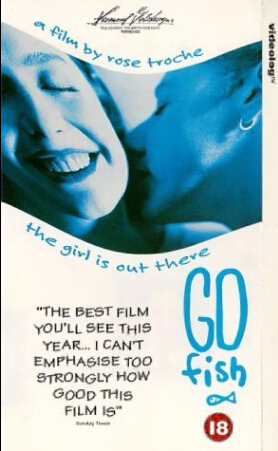 a film by rose troche
videology
the girl is out there
GO
fish
"THE BEST FILM
YOU'LL SEE THIS
YEAR... I CAN'T
EMPHASISE TOO
STRONGLY HOW
GOOD THIS
FILM IS"
Sunday Times
18